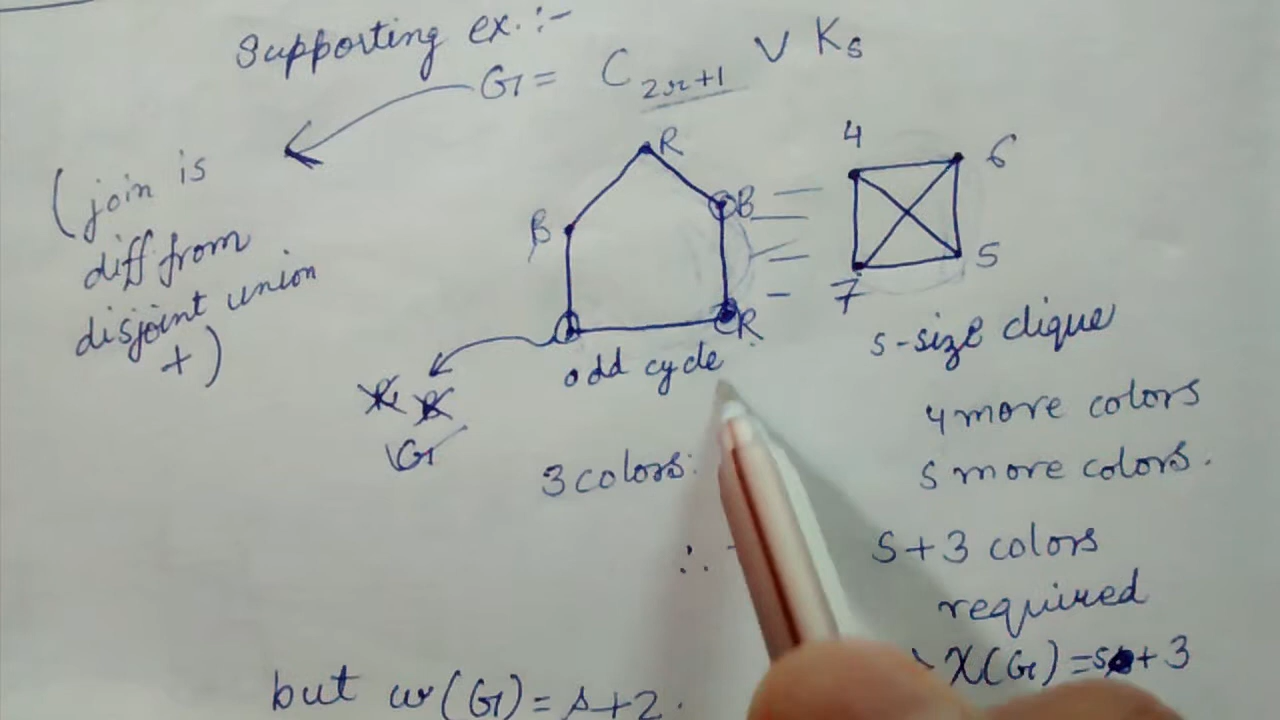 Supporting ex. :-
G = C2r+1 ∨ Ks
(join is
diff from
disjoint union
+)
R
B
B
R
4
6
5
7
odd cycle
R B
G
3 colors
s-size clique
4 more colors
s more colors.
∴
s+3 colors
required
χ(G) = s+3
but ω(G) = s+2.